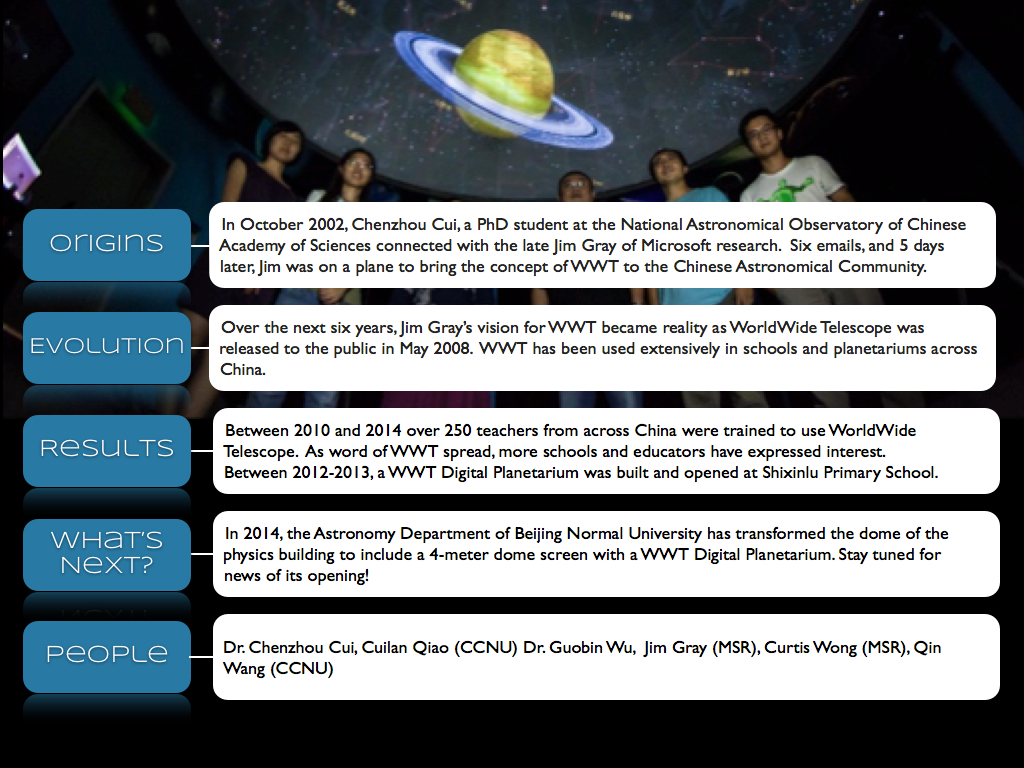 Origins
In October 2002, Chenzhou Cui, a PhD student at the National Astronomical Observatory of Chinese
Academy of Sciences connected with the late Jim Gray of Microsoft research.  Six emails, and 5 days
later, Jim was on a plane to bring the concept of WWT to the Chinese Astronomical Community.
Evolution
Over the next six years, Jim Gray's vision for WWT became reality as WorldWide Telescope was
released to the public in May 2008.  WWT has been used extensively in schools and planetariums across
China.
Results
Between 2010 and 2014 over 250 teachers from across China were trained to use WorldWide
Telescope.  As word of WWT spread, more schools and educators have expressed interest.
Between 2012-2013, a WWT Digital Planetarium was built and opened at Shixinlu Primary School.
What's
Next?
In 2014, the Astronomy Department of Beijing Normal University has transformed the dome of the
physics building to include a 4-meter dome screen with a WWT Digital Planetarium. Stay tuned for
news of its opening!
People
Dr. Chenzhou Cui, Cuilan Qiao (CCNU) Dr. Guobin Wu,  Jim Gray (MSR), Curtis Wong (MSR), Qin
Wang (CCNU)